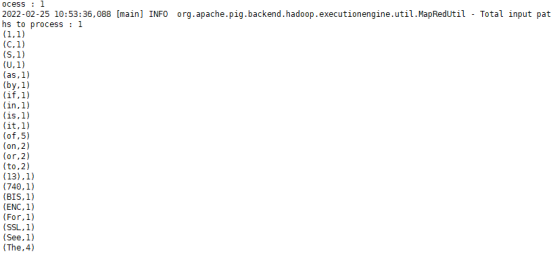 ocess : 1
2022-02-25 10:53:36,088 [main] INFO  org.apache.pig.backend.hadoop.executionengine.util.MapRedUtil - Total input pat
hs to process : 1
(1,1)
(C,1)
(S,1)
(U,1)
(as,1)
(by,1)
(if,1)
(in,1)
(is,1)
(it,1)
(of,5)
(on,2)
(or,2)
(to,2)
(13),1)
(740,1)
(BIS,1)
(ENC,1)
(For,1)
(SSL,1)
(See,1)
(The,4)